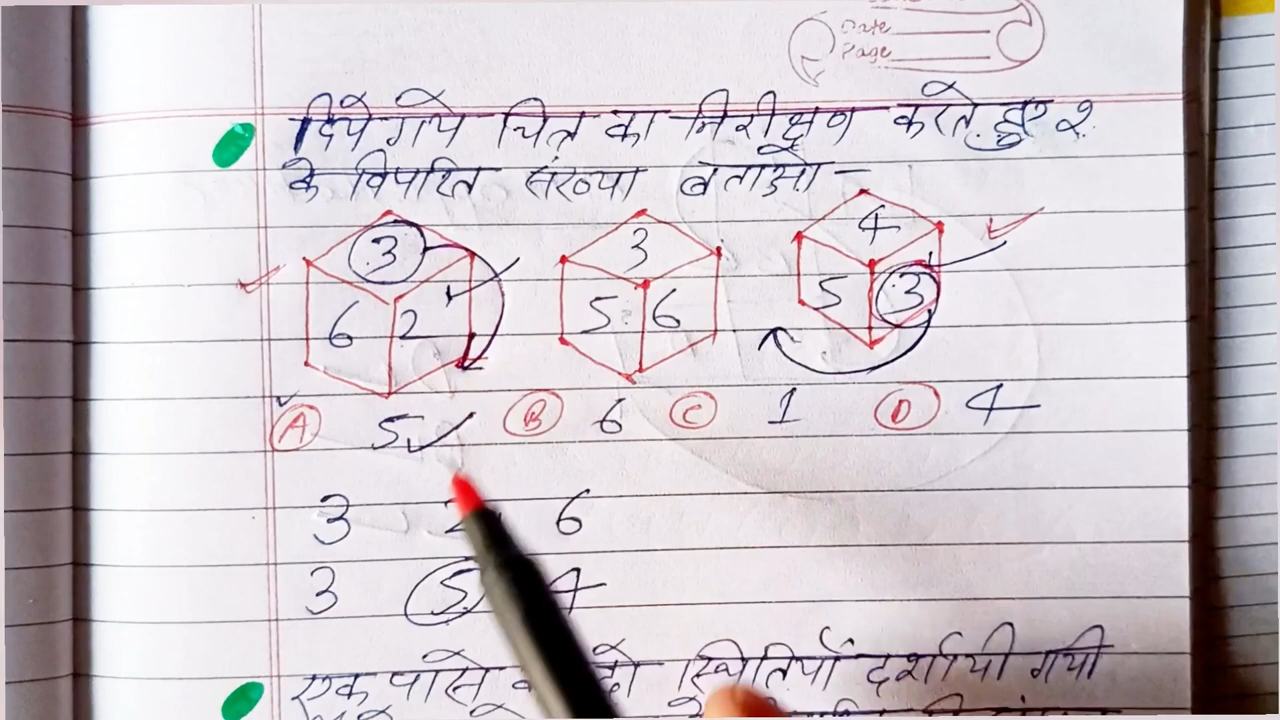 Date
Page
दिये गये चित्र का निरीक्षण करते हुए २
के विपरित संख्या बताओ -
3 3 4
6 2 5 6 5 3
A 5 B 6 C 1 D 4
3 2 6
3 5 4
एक पासे दो स्थितियाँ दर्शायी गयी